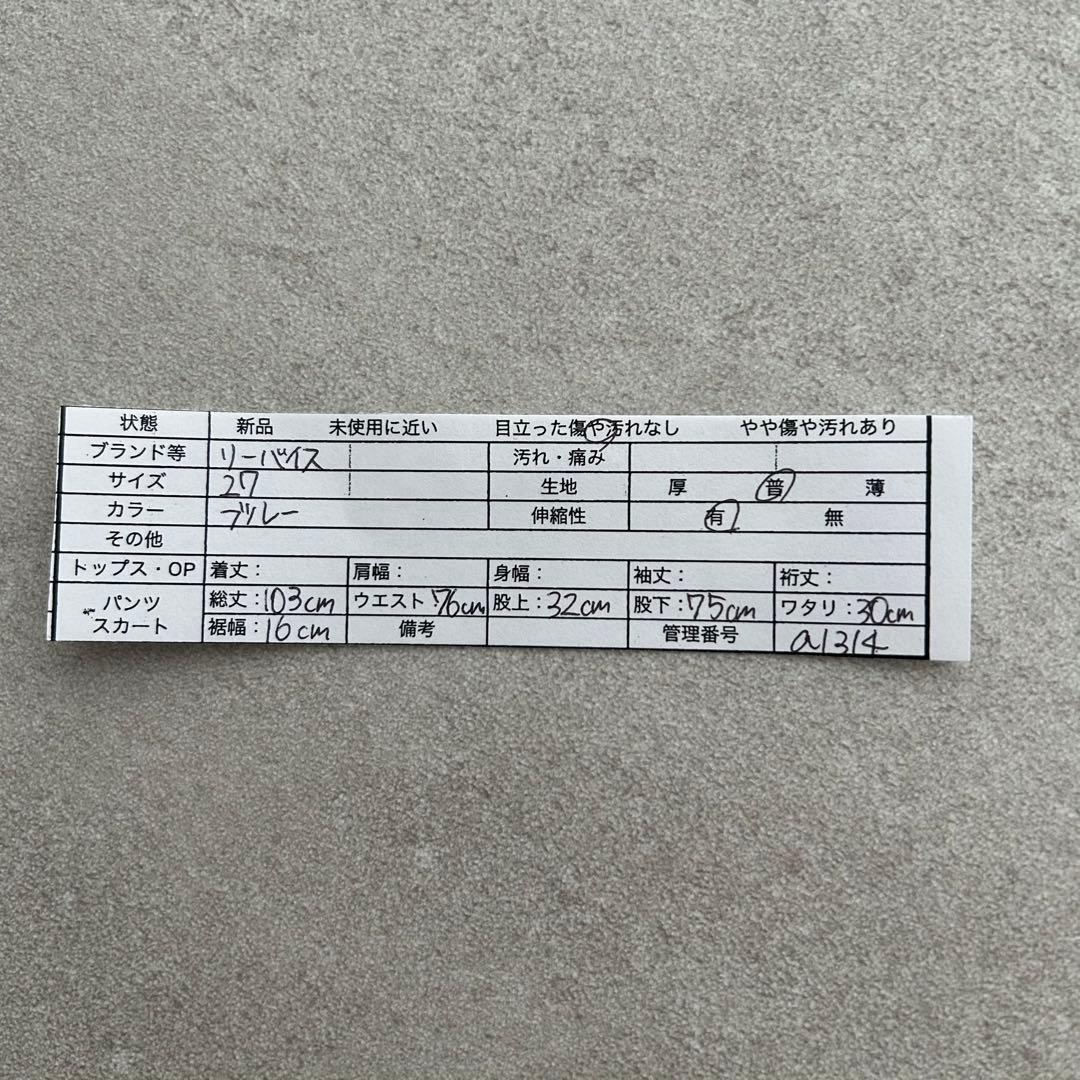 状態 新品 未使用に近い 目立った傷や汚れなし やや傷や汚れあり
ブランド等 リーバイス 汚れ・痛み
サイズ 27 生地 厚 普 薄
カラー ブルー 伸縮性 有 無
その他
トップス・OP 着丈： 肩幅： 身幅： 袖丈： 裄丈：
パンツ 総丈：103cm ウエスト：76cm 股上：32cm 股下：75cm ワタリ：30cm
スカート 裾幅：16cm 備考 管理番号 a1314